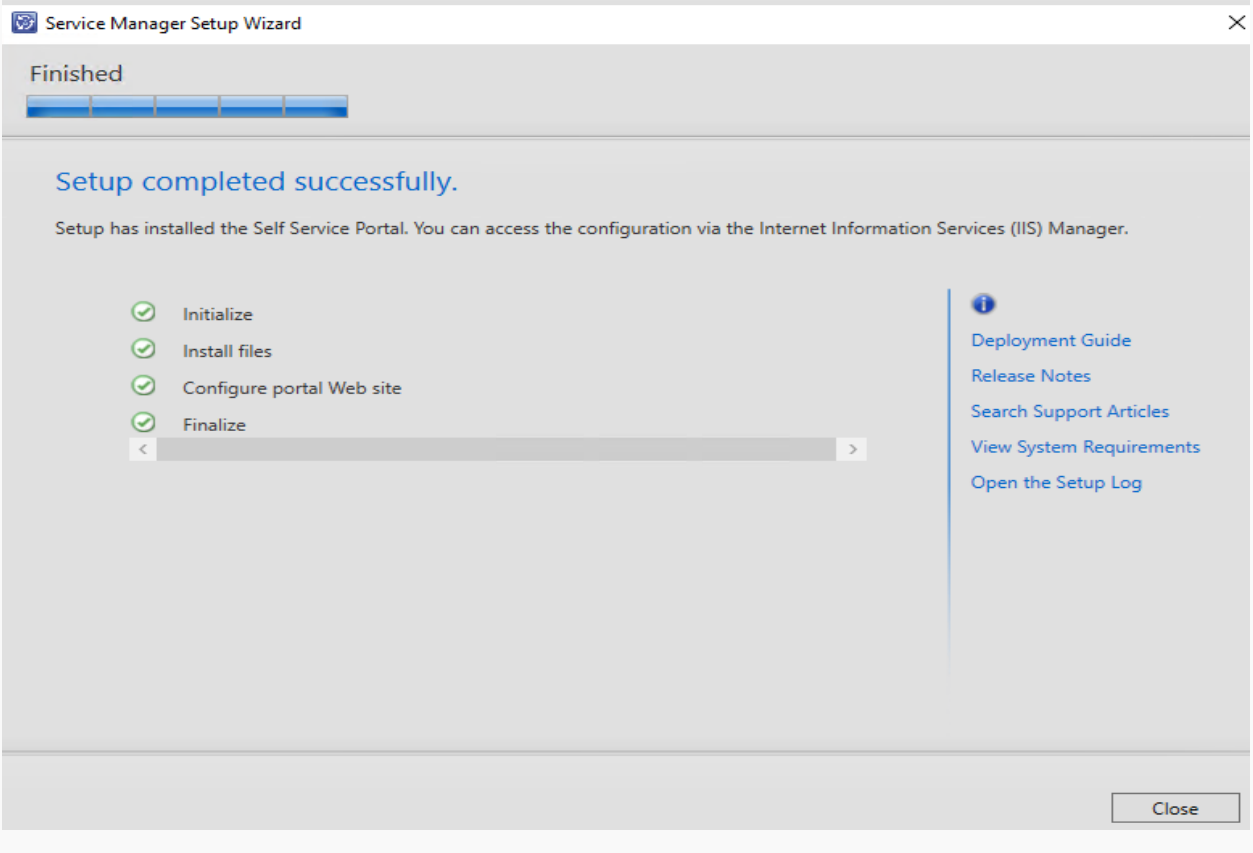 Service Manager Setup Wizard
Finished
Setup completed successfully.
Setup has installed the Self Service Portal. You can access the configuration via the Internet Information Services (IIS) Manager.
Initialize
Install files
Configure portal Web site
Finalize
Deployment Guide
Release Notes
Search Support Articles
View System Requirements
Open the Setup Log
Close